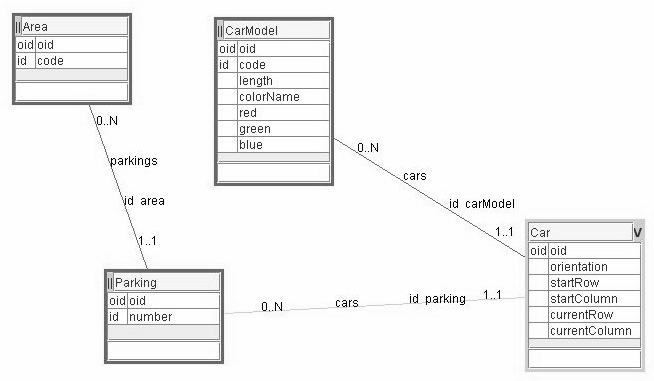 Area
oid oid
id code
CarModel
oid oid
id code
length
colorName
red
green
blue
0..N
parkings
id area
1..1
0..N
cars
id carModel
1..1
Car V
oid oid
orientation
startRow
startColumn
currentRow
currentColumn
Parking
oid oid
id number
0..N cars id parking 1..1